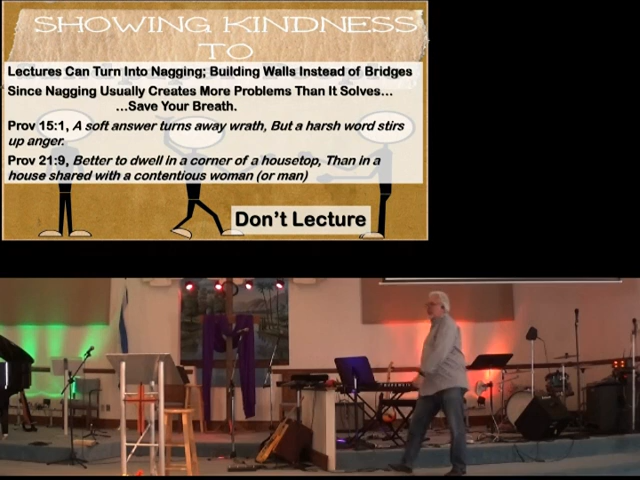 SHOWING KINDNESS
TO
Lectures Can Turn Into Nagging; Building Walls Instead of Bridges
Since Nagging Usually Creates More Problems Than It Solves…
…Save Your Breath.
Prov 15:1, A soft answer turns away wrath, But a harsh word stirs
up anger.
Prov 21:9, Better to dwell in a corner of a housetop, Than in a
house shared with a contentious woman (or man)
Don't Lecture